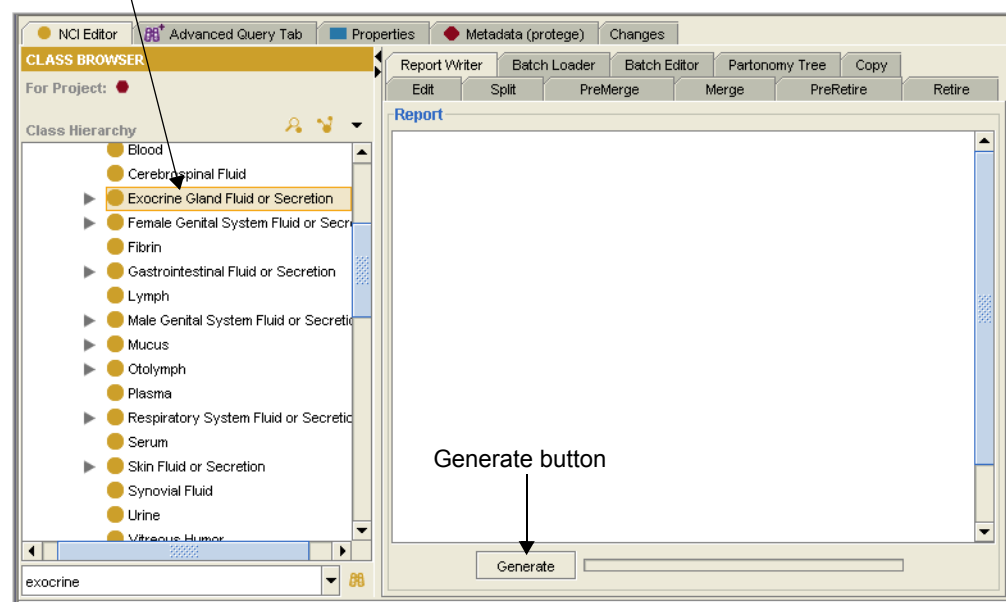 NCI Editor
Advanced Query Tab
Properties
Metadata (protege)
Changes
CLASS BROWSER
For Project:
Class Hierarchy
Blood
Cerebrospinal Fluid
Exocrine Gland Fluid or Secretion
Female Genital System Fluid or Secr
Fibrin
Gastrointestinal Fluid or Secretion
Lymph
Male Genital System Fluid or Secretic
Mucus
Otolymph
Plasma
Respiratory System Fluid or Secretic
Serum
Skin Fluid or Secretion
Synovial Fluid
Urine
Vitreous Humor
exocrine
Report Writer
Batch Loader
Batch Editor
Partonomy Tree
Copy
Edit
Split
PreMerge
Merge
PreRetire
Retire
Report
Generate button
Generate